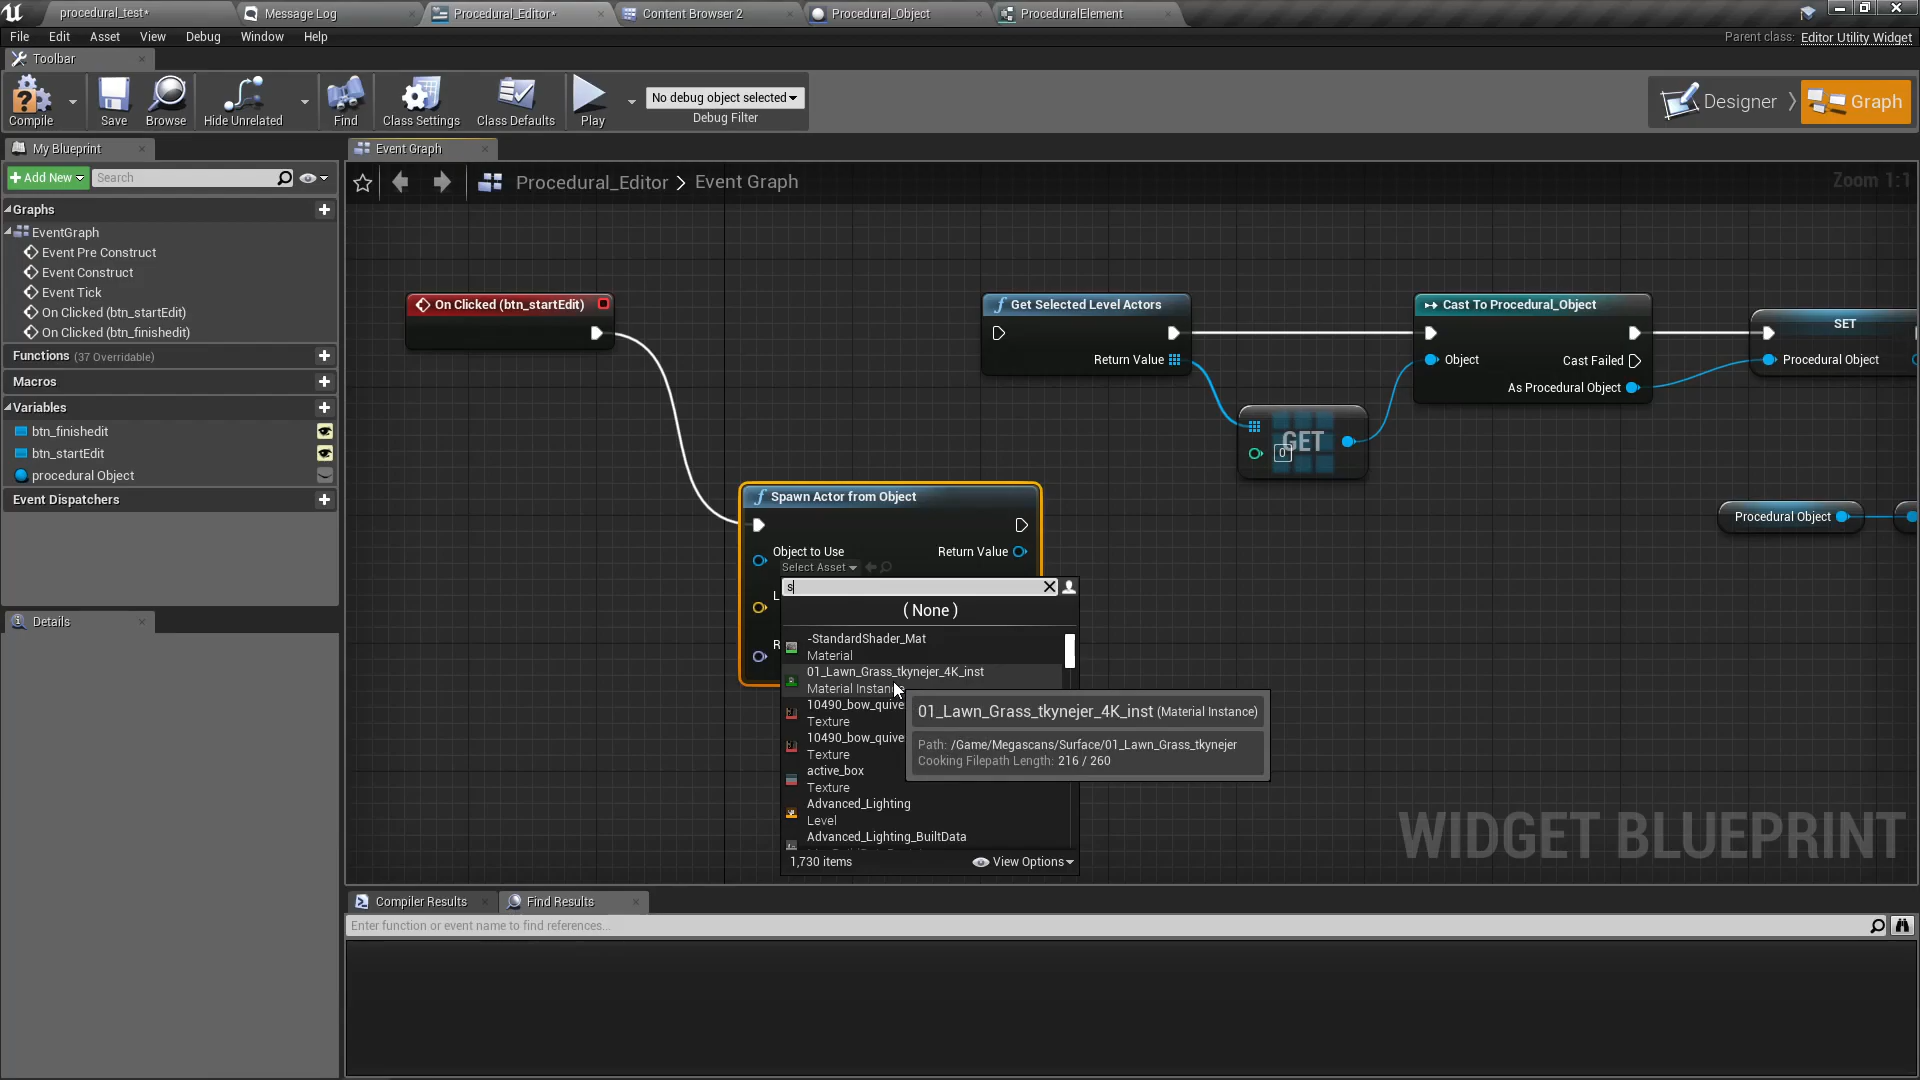 procedural_test*
Message Log
Procedural_Editor*
Content Browser 2
Procedural_Object
ProceduralElement
File Edit Asset View Debug Window Help
Parent class: Editor Utility Widget
Toolbar
Compile
Save
Browse
Hide Unrelated
Find
Class Settings
Class Defaults
Play
No debug object selected
Debug Filter
Designer
Graph
My Blueprint
Event Graph
Add New
Search
Procedural_Editor > Event Graph
Zoom 1:1
Graphs
EventGraph
Event Pre Construct
Event Construct
Event Tick
On Clicked (btn_startEdit)
On Clicked (btn_finishedit)
Functions (37 Overridable)
Macros
Variables
btn_finishedit
btn_startEdit
procedural Object
Event Dispatchers
Details
On Clicked (btn_startEdit)
Get Selected Level Actors
Return Value
Cast To Procedural_Object
Object
Cast Failed
As Procedural Object
SET
Procedural Object
GET
0
Procedural Object
Spawn Actor from Object
Object to Use
Return Value
Select Asset
L
R
s
( None )
-StandardShader_Mat
Material
01_Lawn_Grass_tkynejer_4K_inst
Material Instance
10490_bow_quive
Texture
10490_bow_quive
Texture
active_box
Texture
Advanced_Lighting
Level
Advanced_Lighting_BuiltData
1,730 items
View Options
01_Lawn_Grass_tkynejer_4K_inst (Material Instance)
Path: /Game/Megascans/Surface/01_Lawn_Grass_tkynejer
Cooking Filepath Length: 216 / 260
WIDGET BLUEPRINT
Compiler Results
Find Results
Enter function or event name to find references...